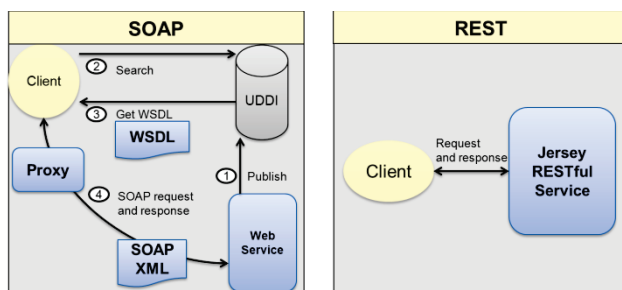 SOAP
Client
2
Search
UDDI
3
Get WSDL
WSDL
Proxy
1
Publish
4
SOAP request
and response
SOAP
XML
Web
Service
REST
Client
Request
and response
Jersey
RESTful
Service